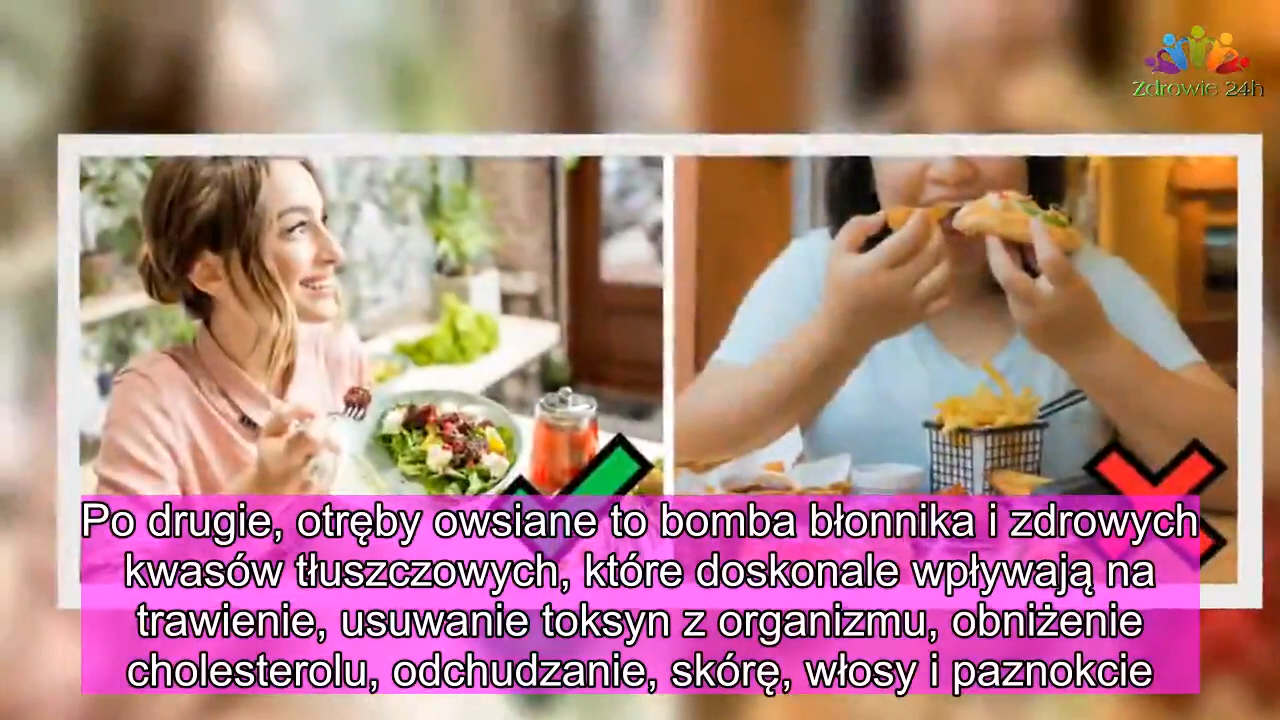 Zdrowie 24h
Po drugie, otręby owsiane to bomba błonnika i zdrowych
kwasów tłuszczowych, które doskonale wpływają na
trawienie, usuwanie toksyn z organizmu, obniżenie
cholesterolu, odchudzanie, skórę, włosy i paznokcie